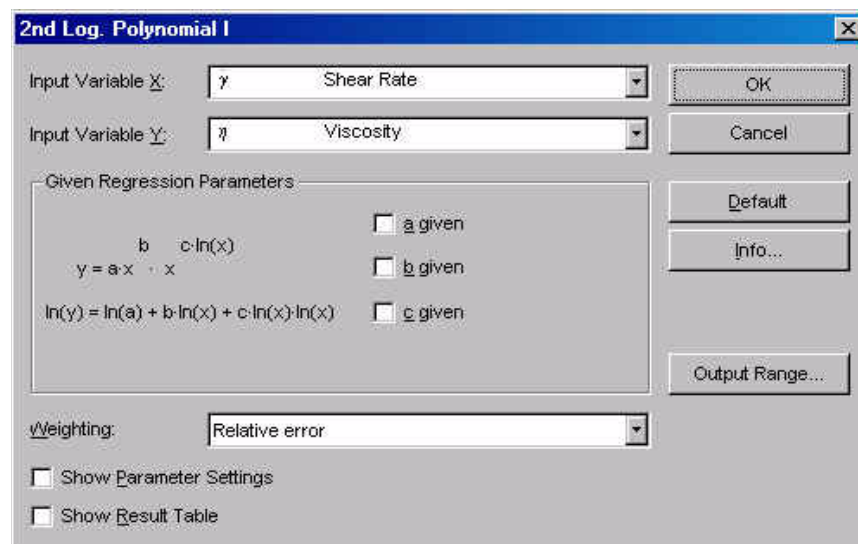 2nd Log. Polynomial I
Input Variable X: γ Shear Rate
OK
Input Variable Y: η Viscosity
Cancel
Given Regression Parameters
a given
Default
b c·ln(x)
y = a·x · x
b given
Info...
ln(y) = ln(a) + b·ln(x) + c·ln(x)·ln(x)
c given
Output Range...
Weighting: Relative error
Show Parameter Settings
Show Result Table